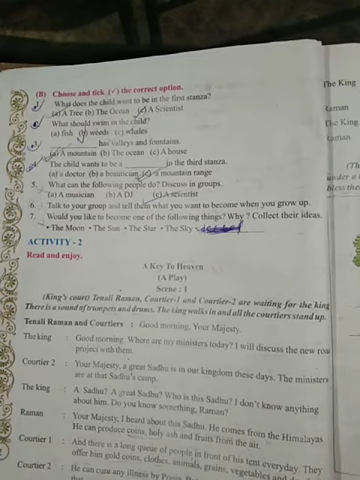 (B) Choose and tick (✓) the correct option.
What does the child want to be in the first stanza?
(a) A Tree (b) The Ocean (c) A Scientist
What should swim in the child?
(a) fish (b) weeds (c) whales
has valleys and fountains.
(a) A mountain (b) The ocean (c) A house
The child wants to be a ______ in the third stanza.
(a) a doctor (b) a beautician (c) a mountain range
5. What can the following people do? Discuss in groups.
(a) A musician (b) A DJ (c) A scientist
6. Talk to your group and tell them what you want to become when you grow up.
7. Would you like to become one of the following things? Why? Collect their ideas.
• The Moon • The Sun • The Star • The Sky •
ACTIVITY - 2
Read and enjoy.
A Key To Heaven
(A Play)
Scene : 1
(King's court) Tenali Raman, Courtier-1 and Courtier-2 are waiting for the king
There is a sound of trumpets and drums. The king walks in and all the courtiers stand up.
Tenali Raman and Courtiers : Good morning, Your Majesty.
The king : Good morning. Where are my ministers today? I will discuss the new
project with them.
Courtier 2 : Your Majesty, a great Sadhu is in our kingdom these days. The ministers
are at that Sadhu's camp.
The king : A Sadhu? A great Sadhu? Who is this Sadhu? I don't know anything
about him. Do you know something, Raman?
Raman : Your Majesty, I heard about this Sadhu. He comes from the Himalayas
He can produce coins, holy ash and fruits from the air.
Courtier 1 : And there is a long queue of people in front of his tent everyday. They
offer him gold coins, clothes, animals, grains, vegetables and
Courtier 2 : He can cure any illness by
The King
Raman
The King
Raman
(Th
under a
bless the